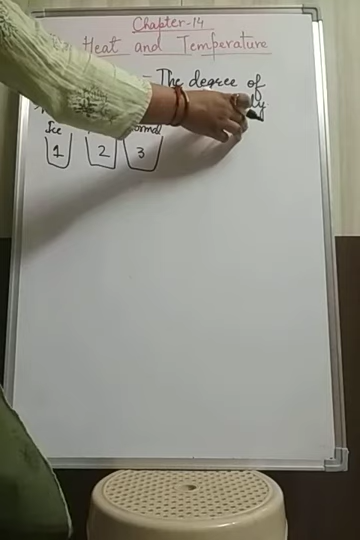 Chapter-14
Heat and Temperature
- The degree of
Ice
1 2 3